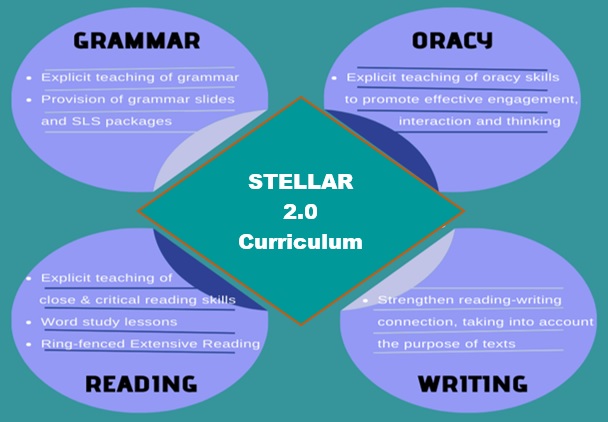 GRAMMAR
• Explicit teaching of grammar
• Provision of grammar slides
and SLS packages
ORACY
• Explicit teaching of oracy skills
to promote effective engagement,
interaction and thinking
STELLAR
2.0
Curriculum
• Explicit teaching of
close & critical reading skills
• Word study lessons
• Ring-fenced Extensive Reading
READING
• Strengthen reading-writing
connection, taking into account
the purpose of texts
WRITING